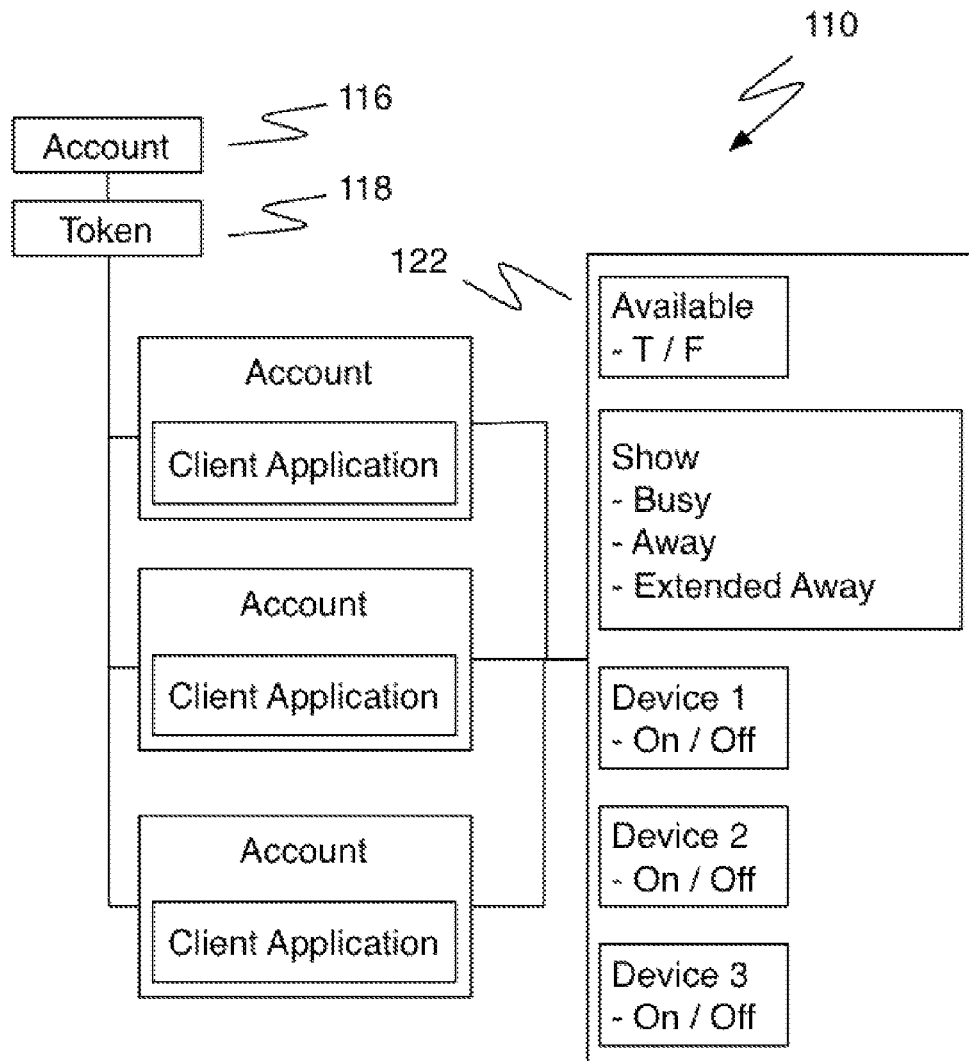 110
116
Account
118
Token
122
Available
- T / F
Account
Client Application
Show
- Busy
- Away
- Extended Away
Account
Client Application
Device 1
- On / Off
Device 2
- On / Off
Account
Client Application
Device 3
- On / Off